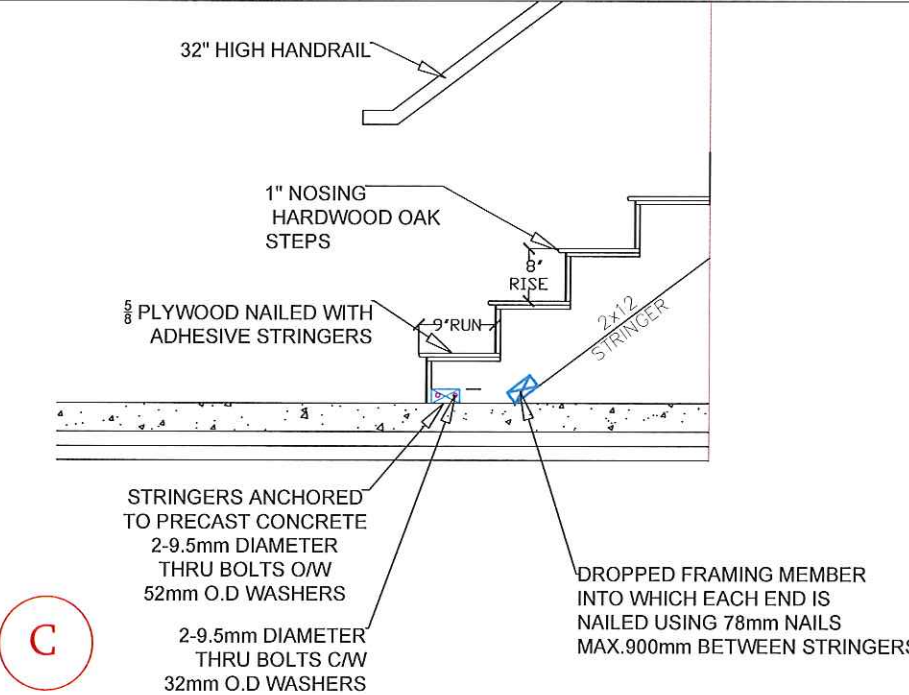 32" HIGH HANDRAIL
1" NOSING
HARDWOOD OAK
STEPS
8"
RISE
5/8 PLYWOOD NAILED WITH
ADHESIVE STRINGERS
9"RUN
2x12
STRINGER
STRINGERS ANCHORED
TO PRECAST CONCRETE
2-9.5mm DIAMETER
THRU BOLTS O/W
52mm O.D WASHERS
2-9.5mm DIAMETER
THRU BOLTS C/W
32mm O.D WASHERS
DROPPED FRAMING MEMBER
INTO WHICH EACH END IS
NAILED USING 78mm NAILS
MAX.900mm BETWEEN STRINGERS
C